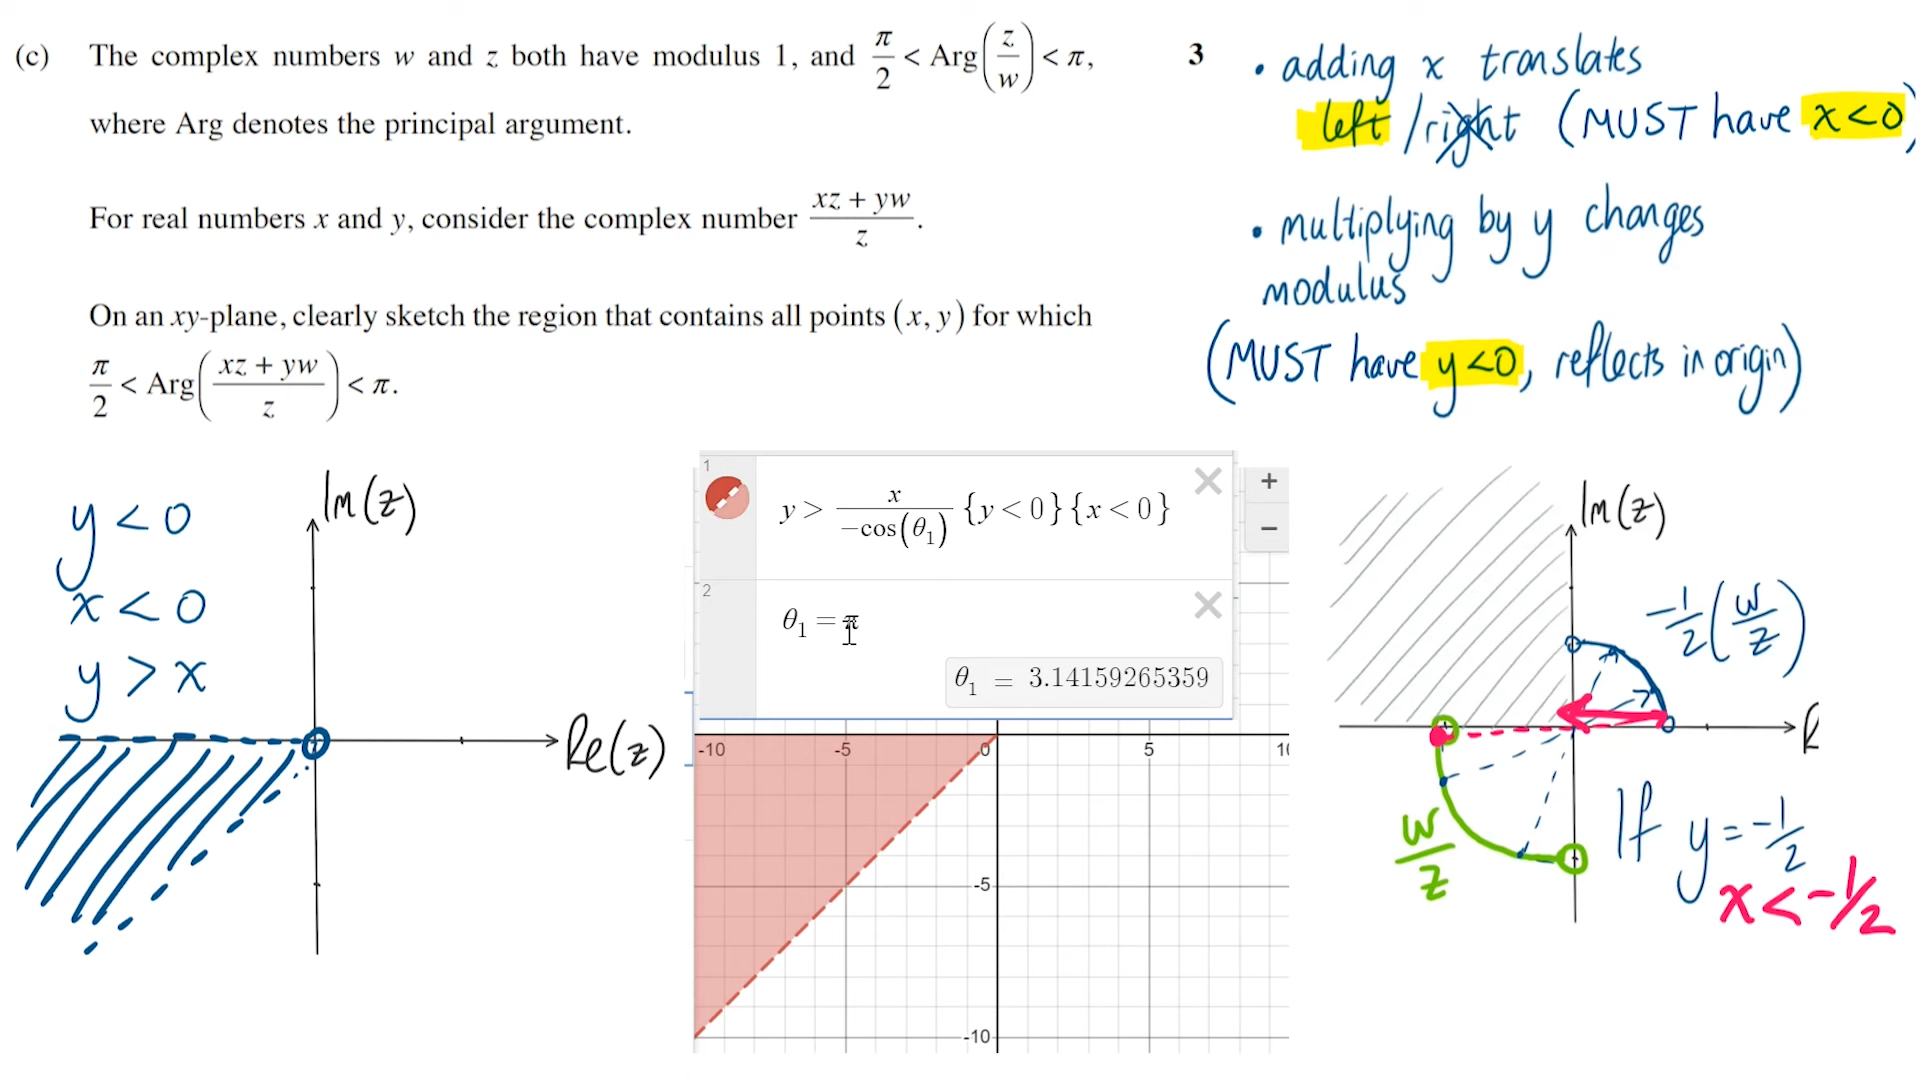 (c) The complex numbers w and z both have modulus 1, and π/2 < Arg(z/w) < π, 3
where Arg denotes the principal argument.
For real numbers x and y, consider the complex number (xz + yw)/z.
On an xy-plane, clearly sketch the region that contains all points (x, y) for which
π/2 < Arg((xz + yw)/z) < π.
• adding x translates
left / right (MUST have x<0)
• multiplying by y changes
modulus
(MUST have y<0, reflects in origin)
y < 0
x < 0
y > x
Im(z)
Re(z)
1
y > x/(-cos(θ₁)) {y < 0} {x < 0}
2
θ₁ = π
θ₁ = 3.14159265359
+
−
-10 -5 0 5
-5
-10
Im(z)
-1/2 (w/z)
w/z
If y = -1/2
x < -1/2